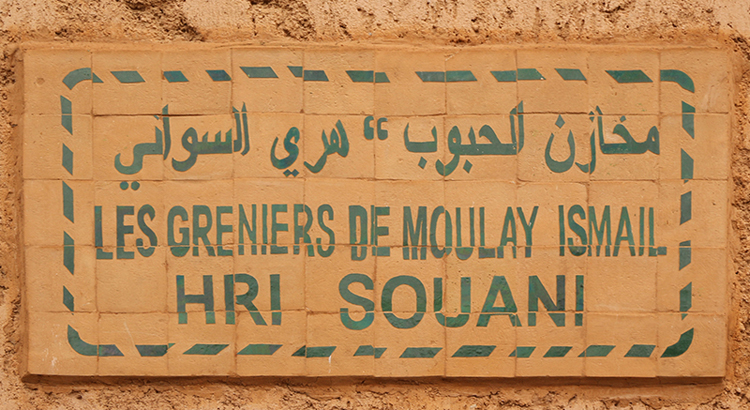 مخازن الحبوب "هري السواني
LES GRENIERS DE MOULAY ISMAIL
HRI SOUANI